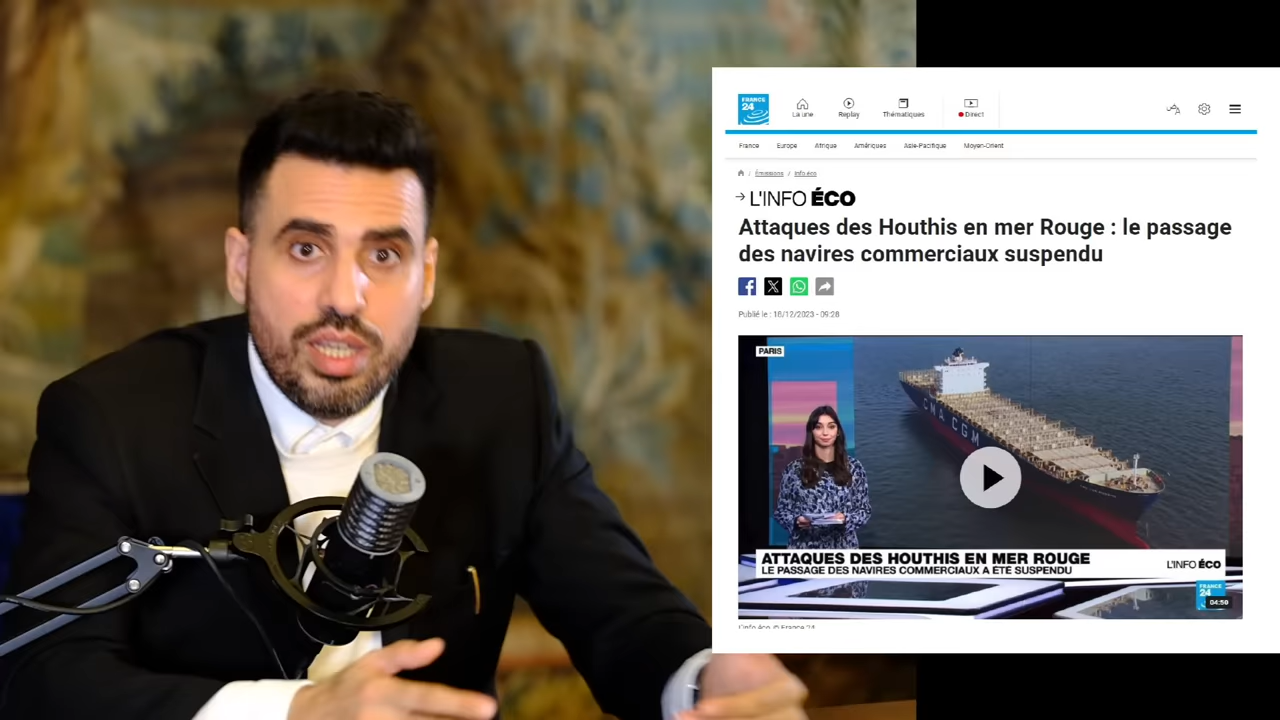 FRANCE
24
La une
Replay
Thématiques
Direct
France
Europe
Afrique
Amériques
Asie-Pacifique
Moyen-Orient
/ Émissions / Info éco
→ L'INFO ÉCO
Attaques des Houthis en mer Rouge : le passage
des navires commerciaux suspendu
Publié le : 18/12/2023 - 09:28
PARIS
CMA CGM
ATTAQUES DES HOUTHIS EN MER ROUGE
LE PASSAGE DES NAVIRES COMMERCIAUX A ÉTÉ SUSPENDU
L'INFO ÉCO
FRANCE
24
04:50
L'info éco. © France 24